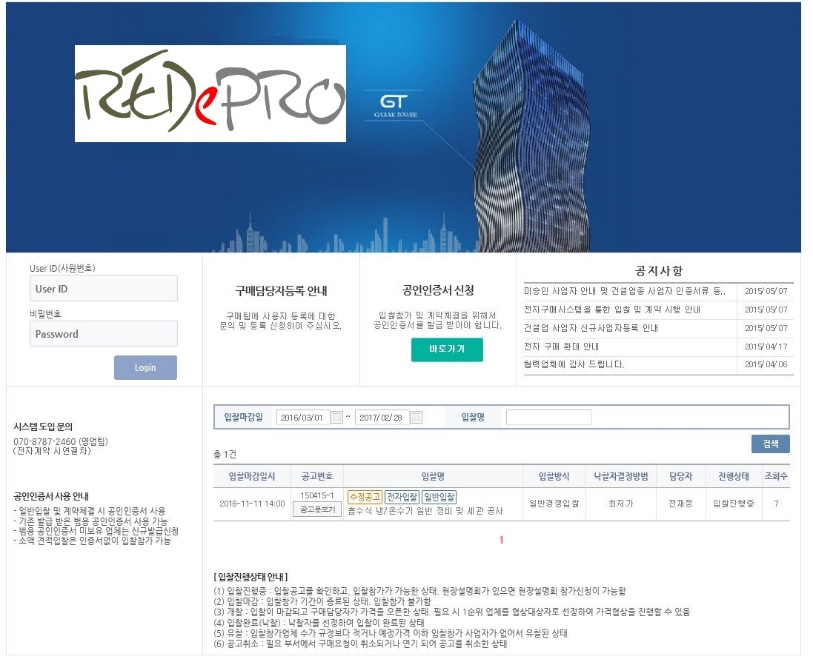 REDePRO
GT
GARAK TOWER
User ID(사원번호)
User ID
비밀번호
Password
Login
구매담당자등록 안내
구매팀에 사용자 등록에 대한
문의 및 등록 신청하여 주십시오.
공인인증서 신청
입찰참가 및 계약체결을 위해서
공인인증서를 발급 받아야 합니다.
바로가기
공지사항
미승인 사업자 안내 및 건설업종 사업자 인증서류 등,. 2015/05/07
전자구매시스템을 통한 입찰 및 계약 시행 안내 2015/05/07
건설업 사업자 신규사업자등록 안내 2015/05/07
전자 구매 확대 안내 2015/04/17
협력업체에 감사 드립니다. 2015/04/06
시스템 도입 문의
070-8787-2460 (영업팀)
(전자계약 시연절차)
공인인증서 사용 안내
- 일반입찰 및 계약체결 시 공인인증서 사용
- 기존 발급 받은 범용 공인인증서 사용 가능
- 범용 공인인증서 미보유 업체는 신규발급신청
- 소액 견적입찰은 인증서없이 입찰참가 가능
입찰마감일 2016/03/01 ~ 2017/02/28 입찰명
검색
총 1건
입찰마감일시 공고번호 입찰명 입찰방식 낙찰자결정방법 담당자 진행상태 조회수
2016-11-11 14:00 150415-1 수정공고 전자입찰 일반입찰 일반경쟁입찰 최저가 전재정 입찰진행중 7
공고문보기 흡수식 냉/온수기 일반 정비 및 세관 공사
1
[ 입찰진행상태 안내 ]
(1) 입찰진행중 : 입찰공고를 확인하고, 입찰참가가 가능한 상태. 현장설명회가 있으면 현장설명회 참가신청이 가능함
(2) 입찰마감 : 입찰참가 기간이 종료된 상태. 입찰참가 불가함
(3) 개찰 : 입찰이 마감되고 구매담당자가 가격을 오픈한 상태. 필요 시 1순위 업체를 협상대상자로 선정하여 가격협상을 진행할 수 있음
(4) 입찰완료(낙찰) : 낙찰자를 선정하여 입찰이 완료된 상태
(5) 유찰 : 입찰참가업체 수가 규정보다 적거나 예정가격 이하 입찰참가 사업자가 없어서 유찰된 상태
(6) 공고취소 : 필요 부서에서 구매요청이 취소되거나 연기 되어 공고를 취소한 상태